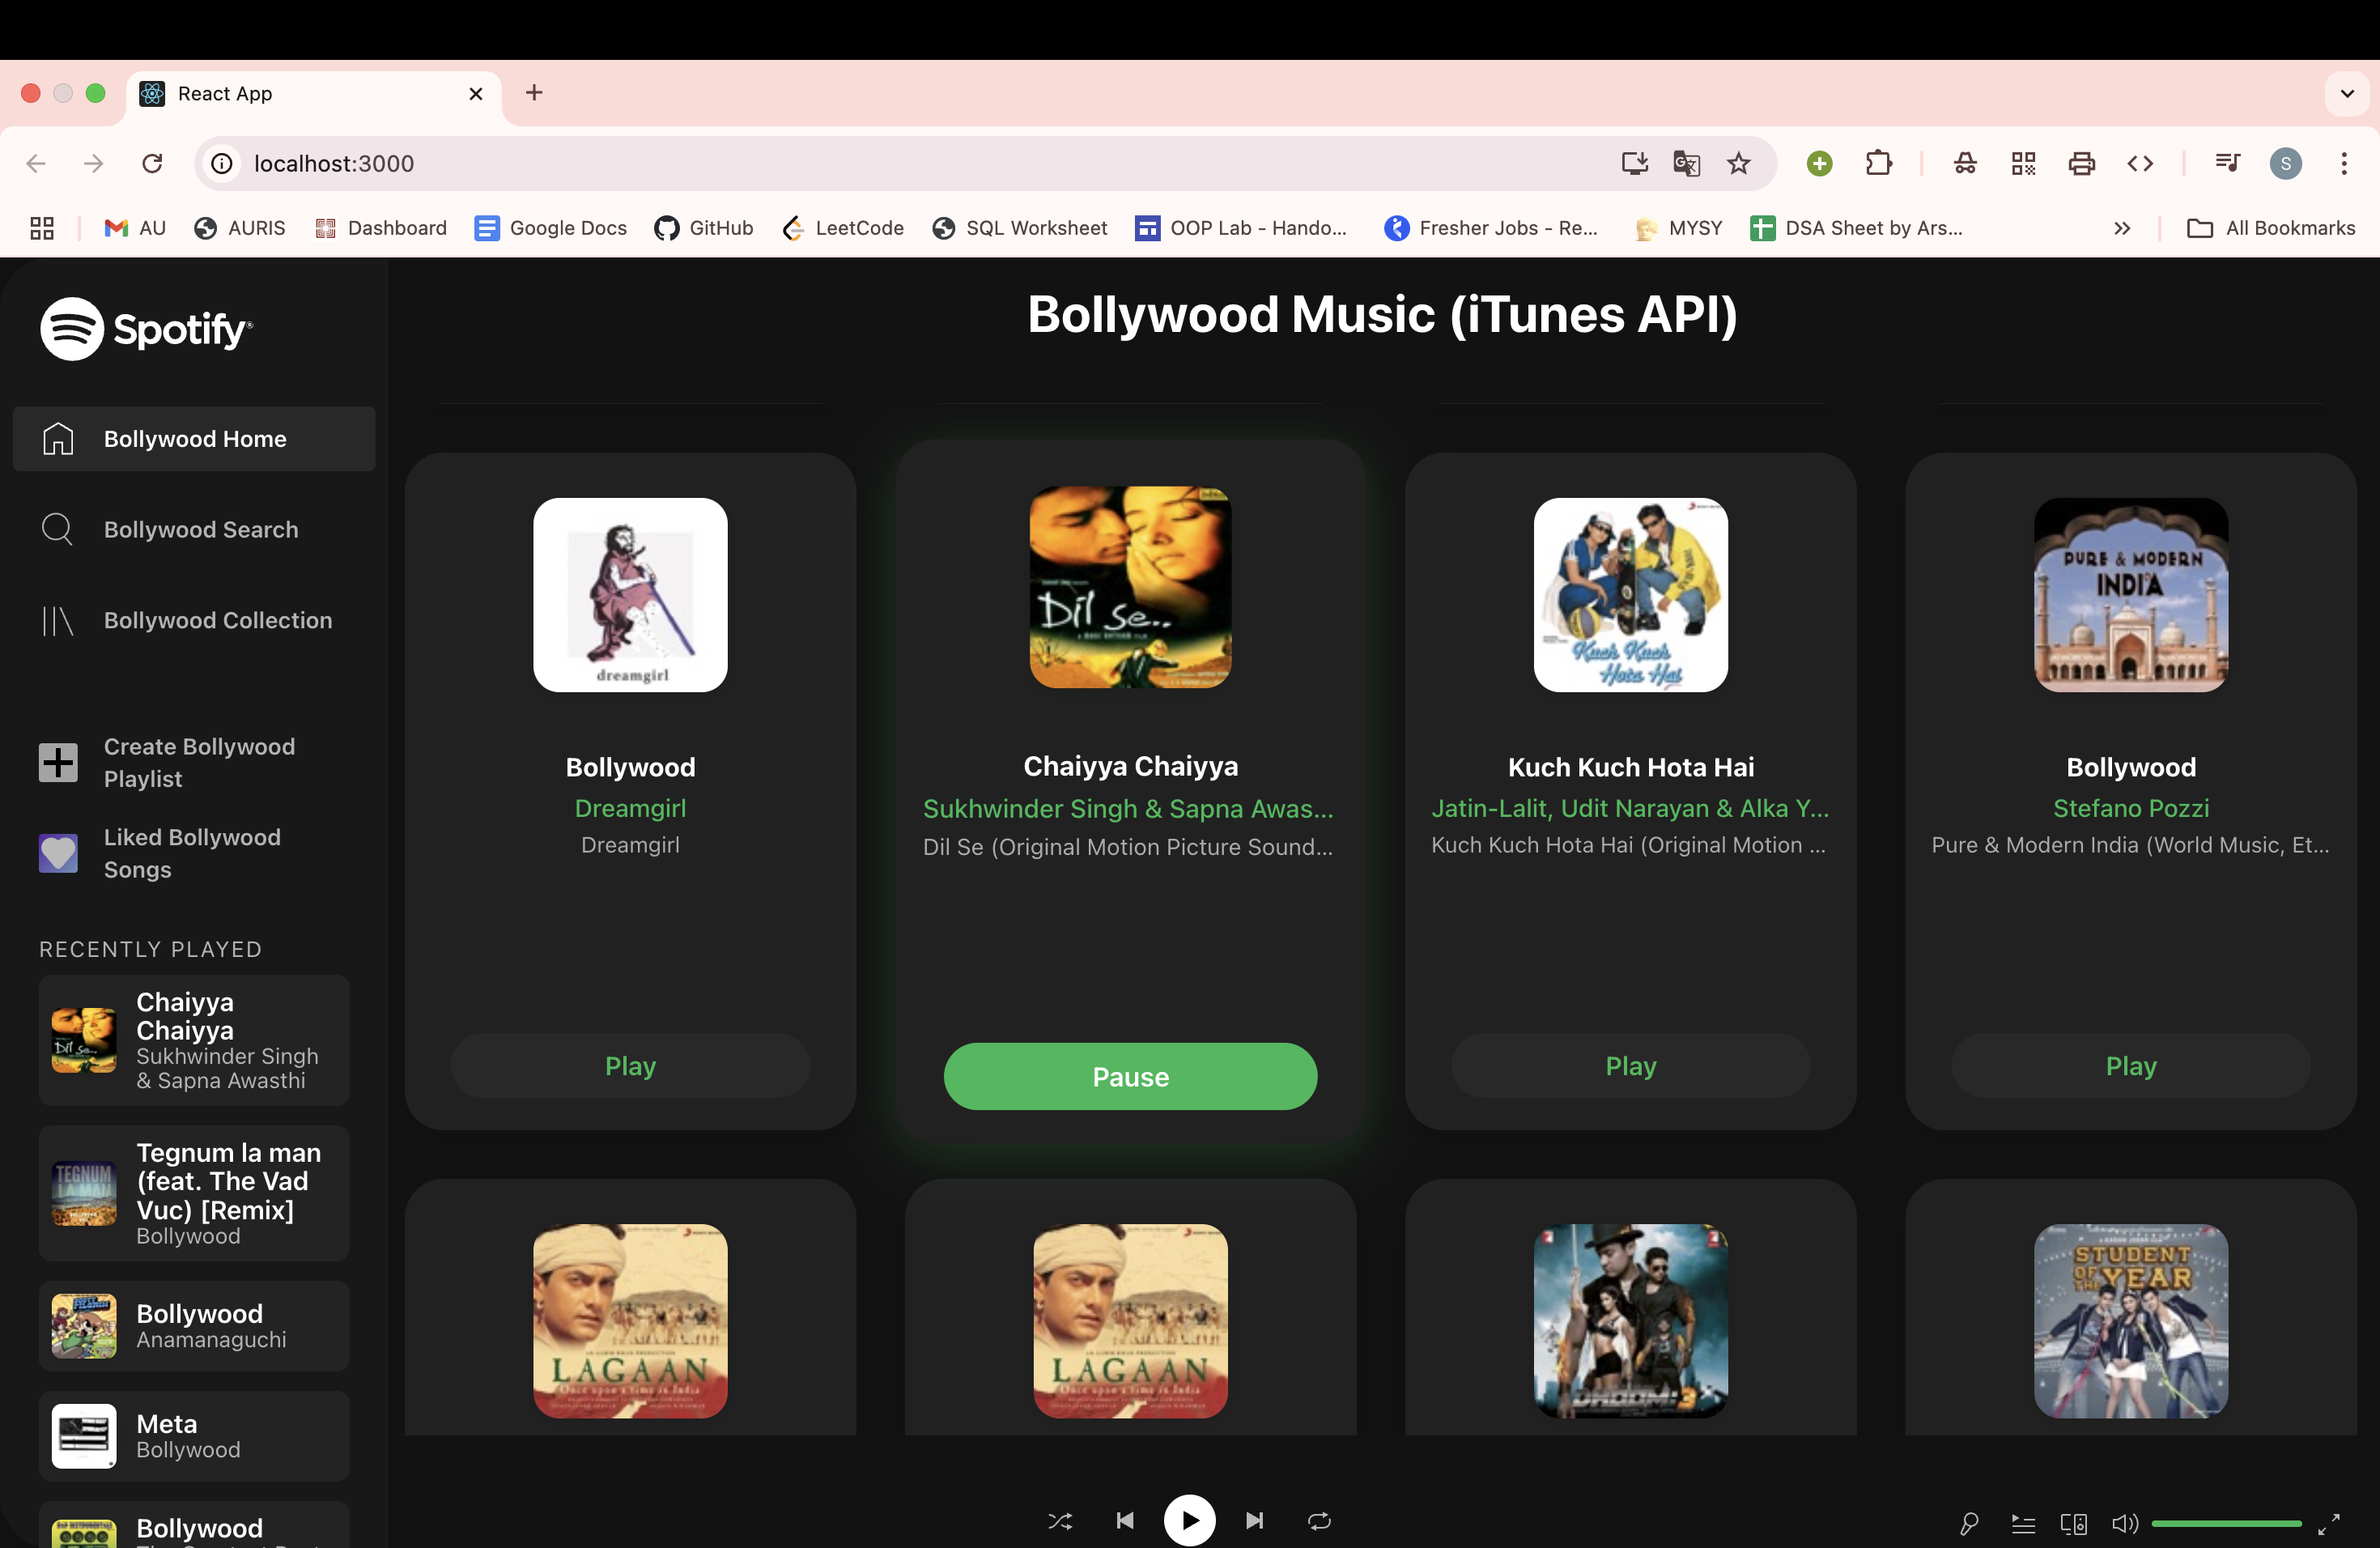 React App
localhost:3000
AU
AURIS
Dashboard
Google Docs
GitHub
LeetCode
SQL Worksheet
OOP Lab - Hando...
Fresher Jobs - Re...
MYSY
DSA Sheet by Ars...
All Bookmarks
S
Spotify
Bollywood Home
Bollywood Search
Bollywood Collection
Create Bollywood
Playlist
Liked Bollywood
Songs
RECENTLY PLAYED
Chaiyya
Chaiyya
Sukhwinder Singh
& Sapna Awasthi
Tegnum la man
(feat. The Vad
Vuc) [Remix]
Bollywood
Bollywood
Anamanaguchi
Meta
Bollywood
Bollywood
Bollywood Music (iTunes API)
dreamgirl
Bollywood
Dreamgirl
Dreamgirl
Play
Dil se..
Chaiyya Chaiyya
Sukhwinder Singh & Sapna Awas...
Dil Se (Original Motion Picture Sound...
Pause
Kuch Kuch
Hota Hai
Kuch Kuch Hota Hai
Jatin-Lalit, Udit Narayan & Alka Y...
Kuch Kuch Hota Hai (Original Motion ...
Play
PURE & MODERN
INDIA
Bollywood
Stefano Pozzi
Pure & Modern India (World Music, Et...
Play
LAGAAN
Once upon a time in India
LAGAAN
Once upon a time in India
DHOOM:3
STUDENT
OF THE YEAR